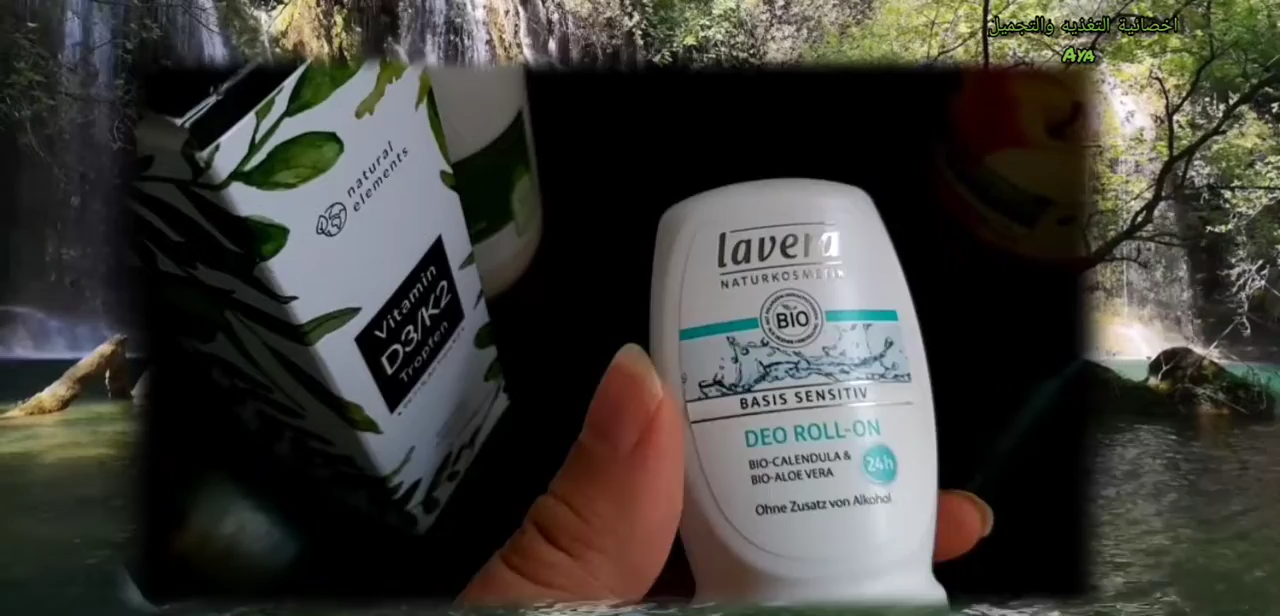 اخصائية التغذيه والتجميل
AYA
natural
elements
Vitamin
D3/K2
Tropfen
lavera
NATURKOSMETIK
BIO
BASIS SENSITIV
DEO ROLL-ON
BIO-CALENDULA &
BIO-ALOE VERA
24h
Ohne Zusatz von Alkohol